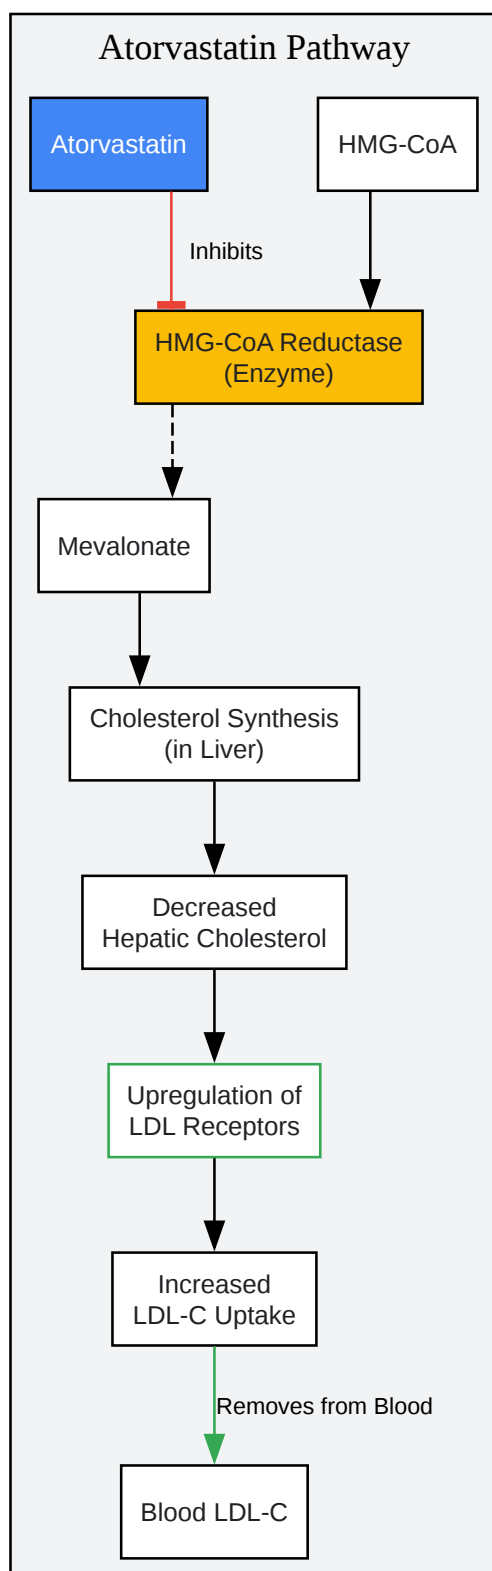 Atorvastatin Pathway
Atorvastatin
HMG-CoA
Inhibits
HMG-CoA Reductase
(Enzyme)
Mevalonate
Cholesterol Synthesis
(in Liver)
Decreased
Hepatic Cholesterol
Upregulation of
LDL Receptors
Increased
LDL-C Uptake
Removes from Blood
Blood LDL-C